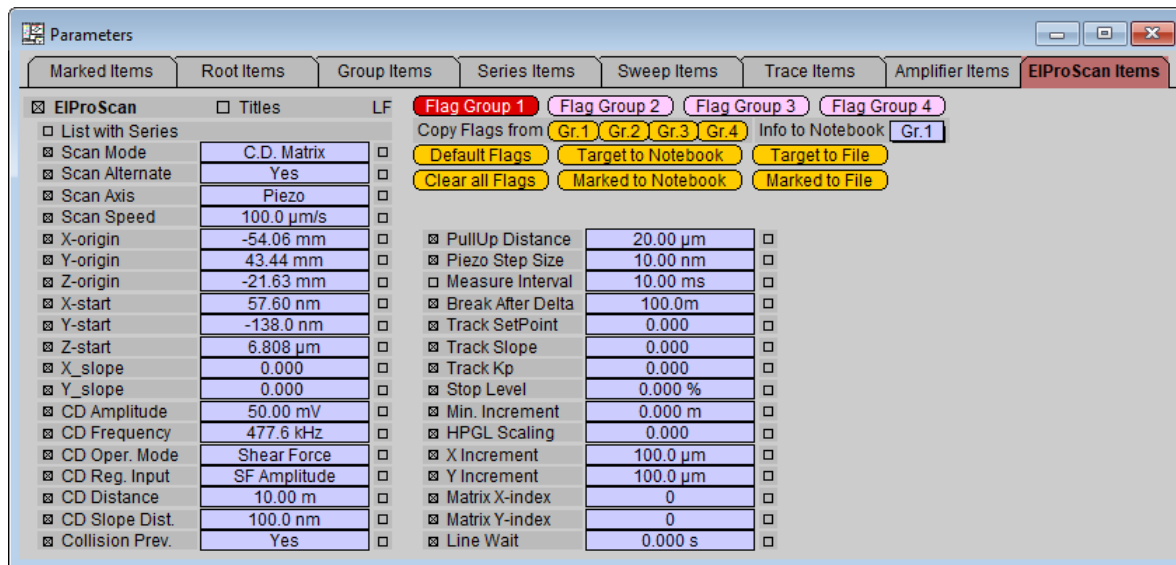 Parameters
Marked Items Root Items Group Items Series Items Sweep Items Trace Items Amplifier Items ElProScan Items
ElProScan Titles LF Flag Group 1 Flag Group 2 Flag Group 3 Flag Group 4
List with Series Copy Flags from Gr.1 Gr.2 Gr.3 Gr.4 Info to Notebook Gr.1
Scan Mode C.D. Matrix Default Flags Target to Notebook Target to File
Scan Alternate Yes Clear all Flags Marked to Notebook Marked to File
Scan Axis Piezo
Scan Speed 100.0 µm/s
X-origin -54.06 mm PullUp Distance 20.00 µm
Y-origin 43.44 mm Piezo Step Size 10.00 nm
Z-origin -21.63 mm Measure Interval 10.00 ms
X-start 57.60 nm Break After Delta 100.0m
Y-start -138.0 nm Track SetPoint 0.000
Z-start 6.808 µm Track Slope 0.000
X_slope 0.000 Track Kp 0.000
Y_slope 0.000 Stop Level 0.000 %
CD Amplitude 50.00 mV Min. Increment 0.000 m
CD Frequency 477.6 kHz HPGL Scaling 0.000
CD Oper. Mode Shear Force X Increment 100.0 µm
CD Reg. Input SF Amplitude Y Increment 100.0 µm
CD Distance 10.00 m Matrix X-index 0
CD Slope Dist. 100.0 nm Matrix Y-index 0
Collision Prev. Yes Line Wait 0.000 s